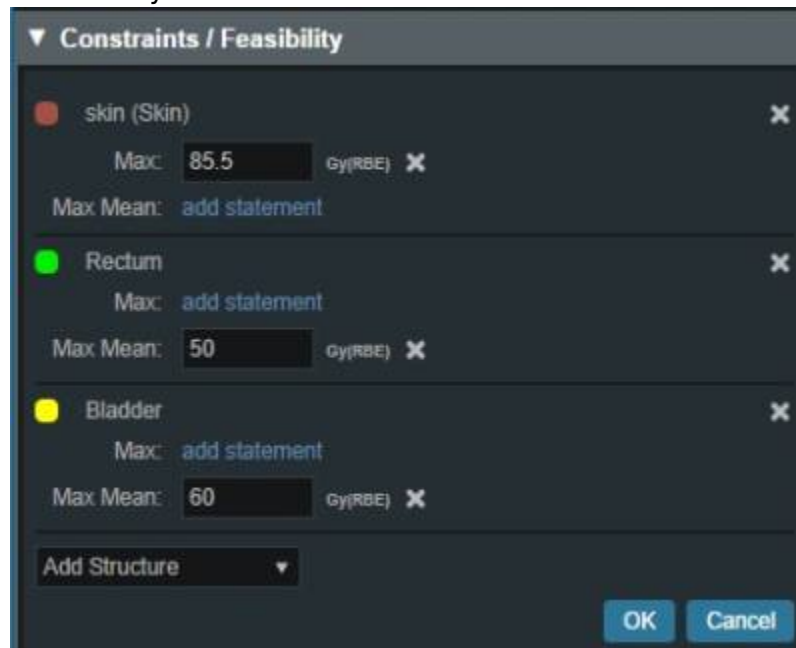 ▼ Constraints / Feasibility
skin (Skin)
Max: 85.5 Gy(RBE)
Max Mean: add statement
Rectum
Max: add statement
Max Mean: 50 Gy(RBE)
Bladder
Max: add statement
Max Mean: 60 Gy(RBE)
Add Structure
OK Cancel